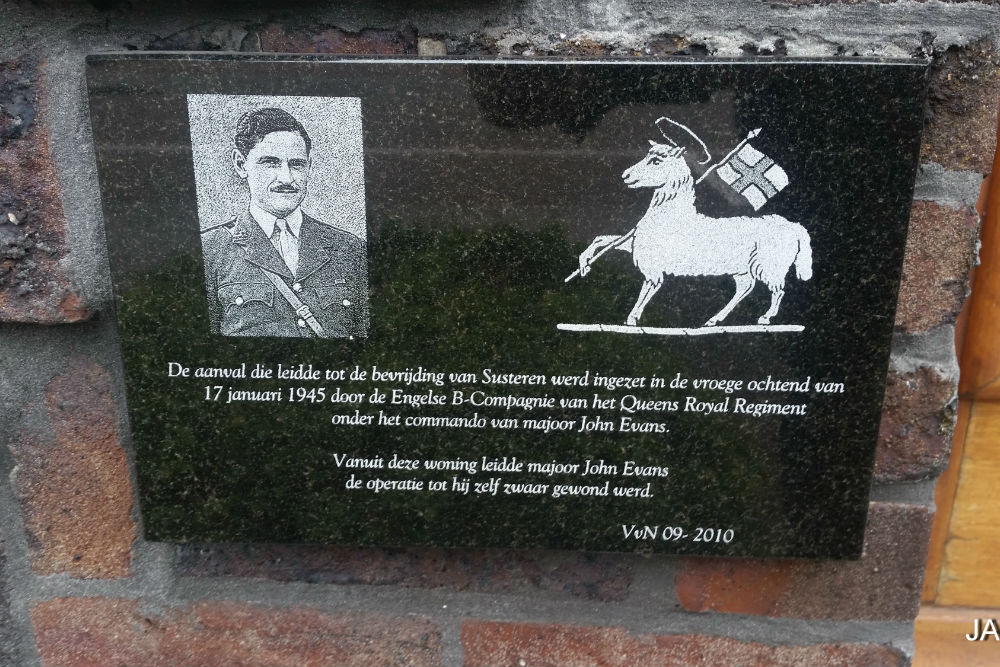 De aanval die leidde tot de bevrijding van Susteren werd ingezet in de vroege ochtend van
17 januari 1945 door de Engelse B-Compagnie van het Queens Royal Regiment
onder het commando van majoor John Evans.
Vanuit deze woning leidde majoor John Evans
de operatie tot hij zelf zwaar gewond werd.
VvN 09- 2010
JA